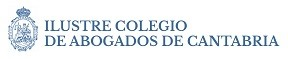 ILUSTRE COLEGIO
DE ABOGADOS DE CANTABRIA